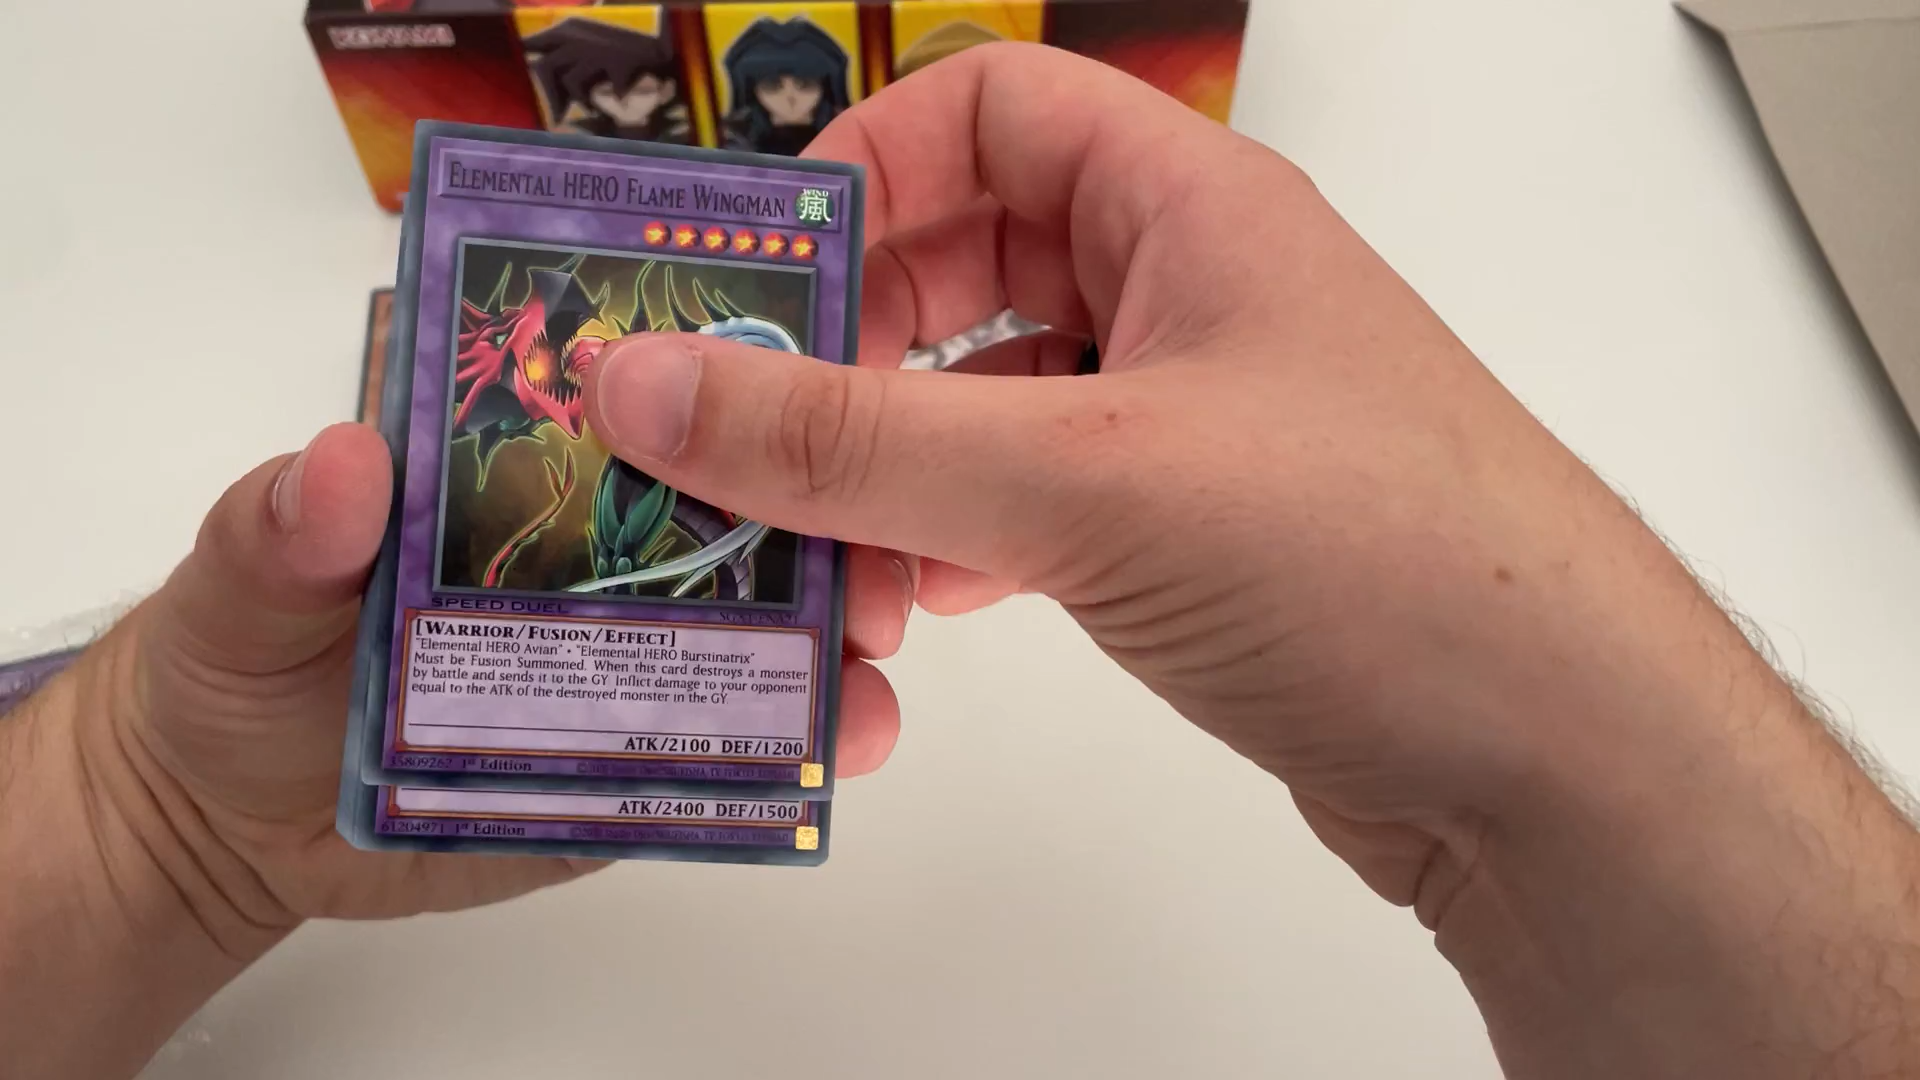 KONAMI
ELEMENTAL HERO FLAME WINGMAN
WIND
風
SPEED DUEL
[WARRIOR/FUSION/EFFECT]
"Elemental HERO Avian" • "Elemental HERO Burstinatrix"
Must be Fusion Summoned. When this card destroys a monster
by battle and sends it to the GY: Inflict damage to your opponent
equal to the ATK of the destroyed monster in the GY.
ATK/2100 DEF/1200
35809262 1st Edition
ATK/2400 DEF/1500
61204971 1st Edition